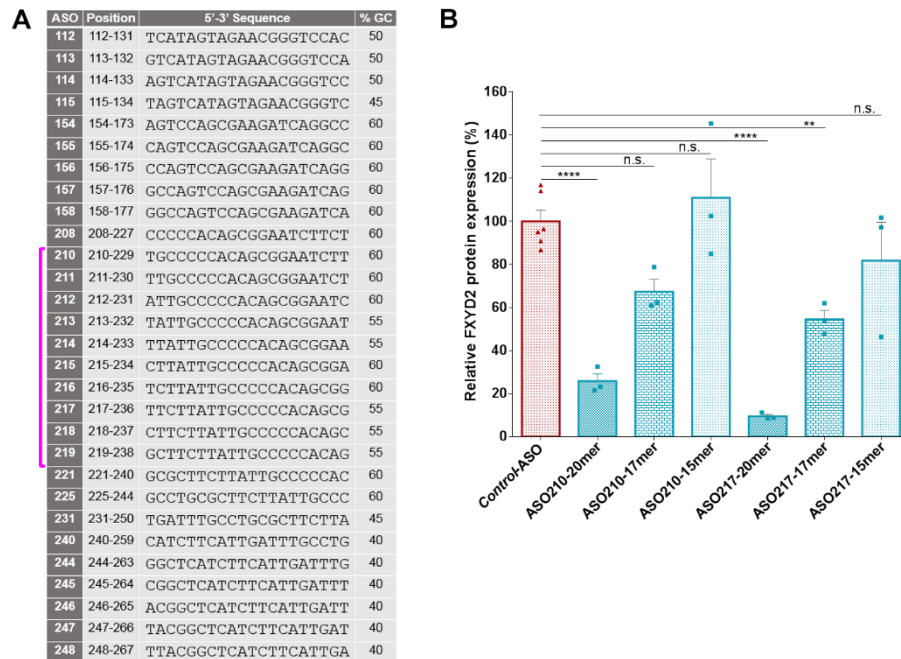 A
ASO Position 5'-3' Sequence % GC
112 112-131 TCATAGTAGAACGGGTCCAC 50
113 113-132 GTCATAGTAGAACGGGTCCA 50
114 114-133 AGTCATAGTAGAACGGGTCC 50
115 115-134 TAGTCATAGTAGAACGGGTC 45
154 154-173 AGTCCAGCGAAGATCAGGCC 60
155 155-174 CAGTCCAGCGAAGATCAGGC 60
156 156-175 CCAGTCCAGCGAAGATCAGG 60
157 157-176 GCCAGTCCAGCGAAGATCAG 60
158 158-177 GGCCAGTCCAGCGAAGATCA 60
208 208-227 CCCCCACAGCGGAATCTTCT 60
210 210-229 TGCCCCCACAGCGGAATCTT 60
211 211-230 TTGCCCCCACAGCGGAATCT 60
212 212-231 ATTGCCCCCACAGCGGAATC 60
213 213-232 TATTGCCCCCACAGCGGAAT 55
214 214-233 TTATTGCCCCCACAGCGGAA 55
215 215-234 CTTATTGCCCCCACAGCGGA 60
216 216-235 TCTTATTGCCCCCACAGCGG 60
217 217-236 TTCTTATTGCCCCCACAGCG 55
218 218-237 CTTCTTATTGCCCCCACAGC 55
219 219-238 GCTTCTTATTGCCCCCACAG 55
221 221-240 GCGCTTCTTATTGCCCCCAC 60
225 225-244 GCCTGCGCTTCTTATTGCCC 60
231 231-250 TGATTTGCCTGCGCTTCTTA 45
240 240-259 CATCTTCATTGATTTGCCTG 40
244 244-263 GGCTCATCTTCATTGATTTG 40
245 245-264 CGGCTCATCTTCATTGATTT 40
246 246-265 ACGGCTCATCTTCATTGATT 40
247 247-266 TACGGCTCATCTTCATTGAT 40
248 248-267 TTACGGCTCATCTTCATTGA 40
B
Relative FXYD2 protein expression (%)
160
140
120
100
80
60
40
20
0
n.s.
**
****
n.s.
n.s.
****
Control-ASO
ASO210-20mer
ASO210-17mer
ASO210-15mer
ASO217-20mer
ASO217-17mer
ASO217-15mer